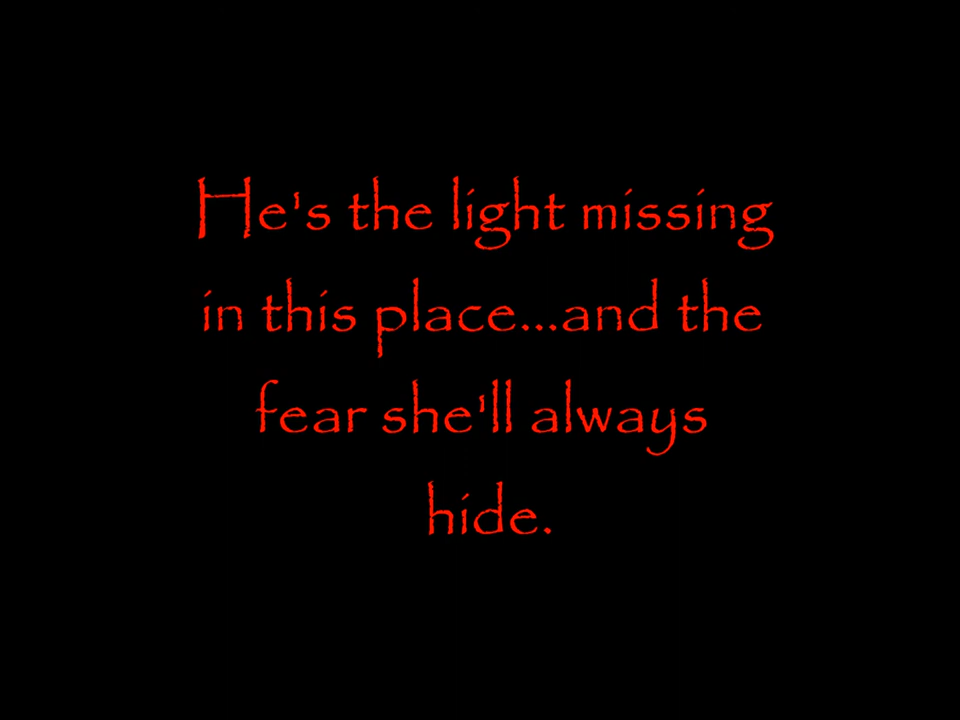 He's the light missing
in this place...and the
fear she'll always
hide.